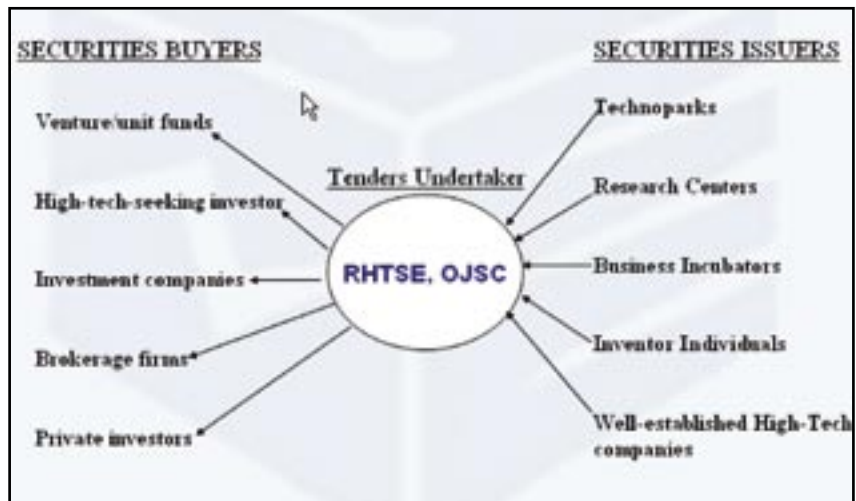 SECURITIES BUYERS
Venture/unit funds
High-tech-seeking investor
Investment companies
Brokerage firms
Private investors
Tenders Undertaker
RHTSE, OJSC
SECURITIES ISSUERS
Technoparks
Research Centers
Business Incubators
Inventor Individuals
Well-established High-Tech
companies